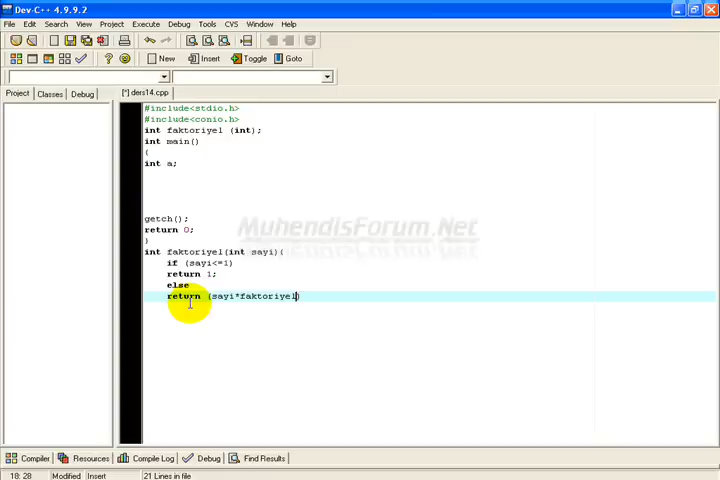 Dev-C++ 4.9.9.2
File Edit Search View Project Execute Debug Tools CVS Window Help
New Insert Toggle Goto
Project Classes Debug [*] ders14.cpp
#include<stdio.h>
#include<conio.h>
int faktoriyel (int);
int main()
{
int a;
getch();
return 0;
}
int faktoriyel(int sayi){
if (sayi<=1)
return 1;
else
return (sayi*faktoriyel)
MuhendisForum.Net
Compiler Resources Compile Log Debug Find Results
18: 28 Modified Insert 21 Lines in file